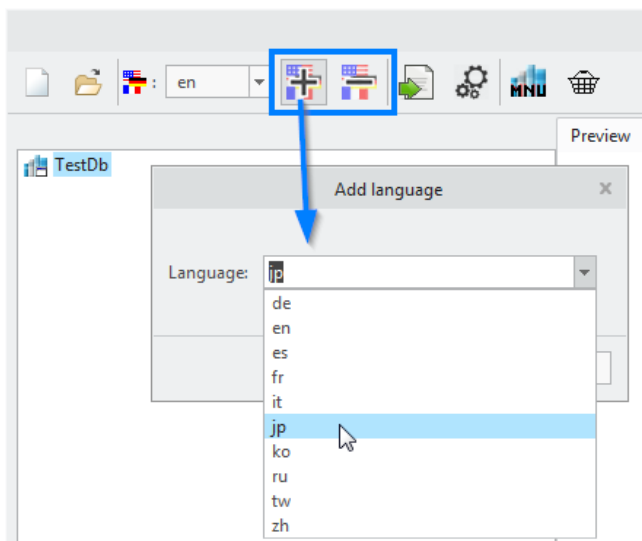 en
MNU
Preview
TestDb
Add language
Language: jp
de
en
es
fr
it
jp
ko
ru
tw
zh